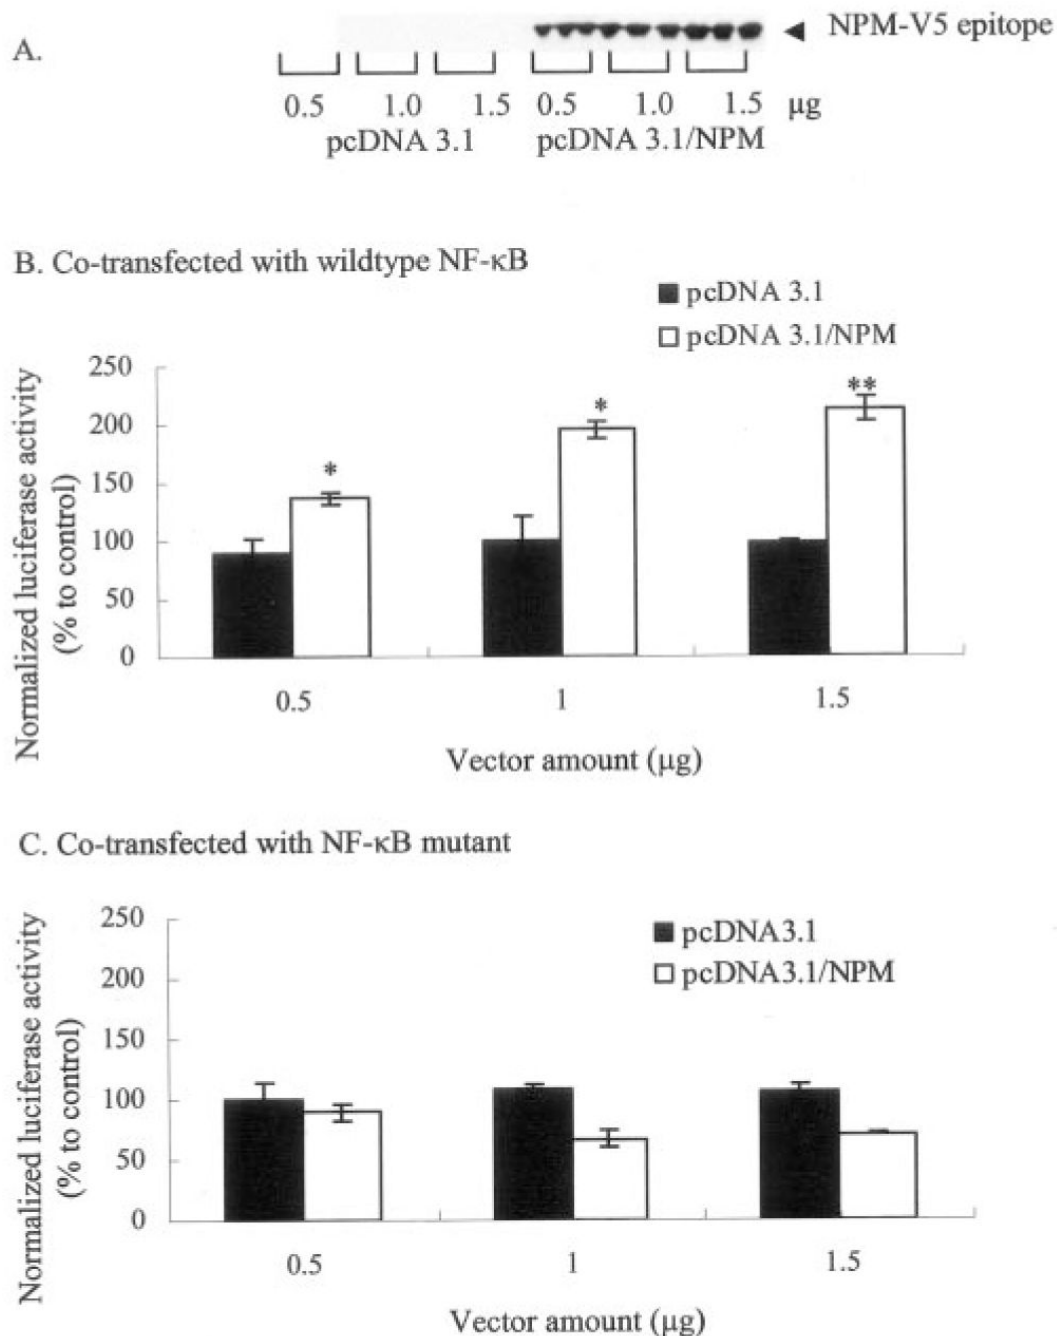 A.
NPM-V5 epitope
0.5 1.0 1.5 0.5 1.0 1.5 µg
pcDNA 3.1 pcDNA 3.1/NPM
B. Co-transfected with wildtype NF-κB
pcDNA 3.1
pcDNA 3.1/NPM
Normalized luciferase activity
(% to control)
250
200
150
100
50
0
*
*
**
0.5 1 1.5
Vector amount (µg)
C. Co-transfected with NF-κB mutant
pcDNA3.1
pcDNA3.1/NPM
Normalized luciferase activity
(% to control)
250
200
150
100
50
0
0.5 1 1.5
Vector amount (µg)